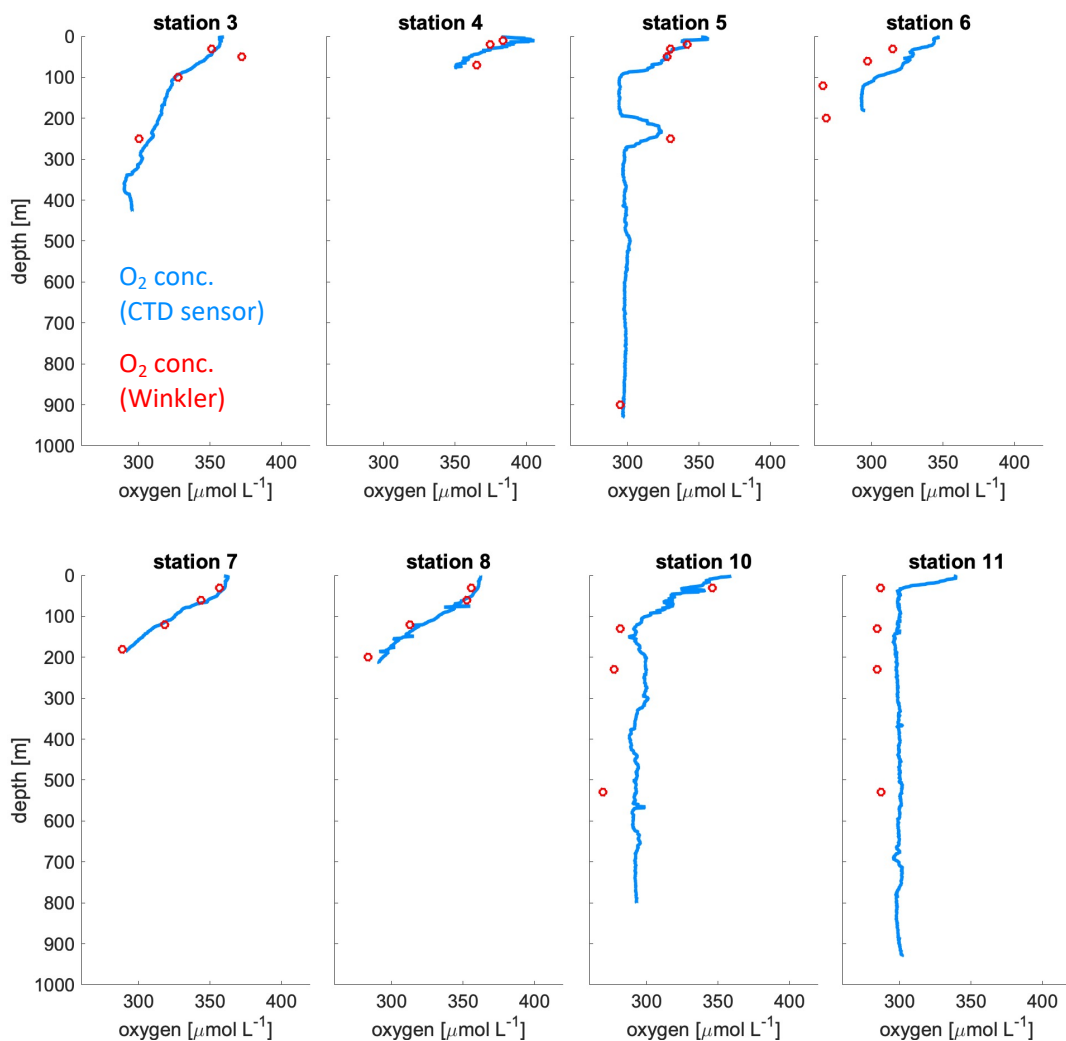 station 3
station 4
station 5
station 6
0
100
200
300
400
500
600
700
800
900
1000
depth [m]
O₂ conc.
(CTD sensor)
O₂ conc.
(Winkler)
300 350 400
300 350 400
300 350 400
300 350 400
oxygen [μmol L⁻¹]
oxygen [μmol L⁻¹]
oxygen [μmol L⁻¹]
oxygen [μmol L⁻¹]
station 7
station 8
station 10
station 11
0
100
200
300
400
500
600
700
800
900
1000
depth [m]
300 350 400
300 350 400
300 350 400
300 350 400
oxygen [μmol L⁻¹]
oxygen [μmol L⁻¹]
oxygen [μmol L⁻¹]
oxygen [μmol L⁻¹]